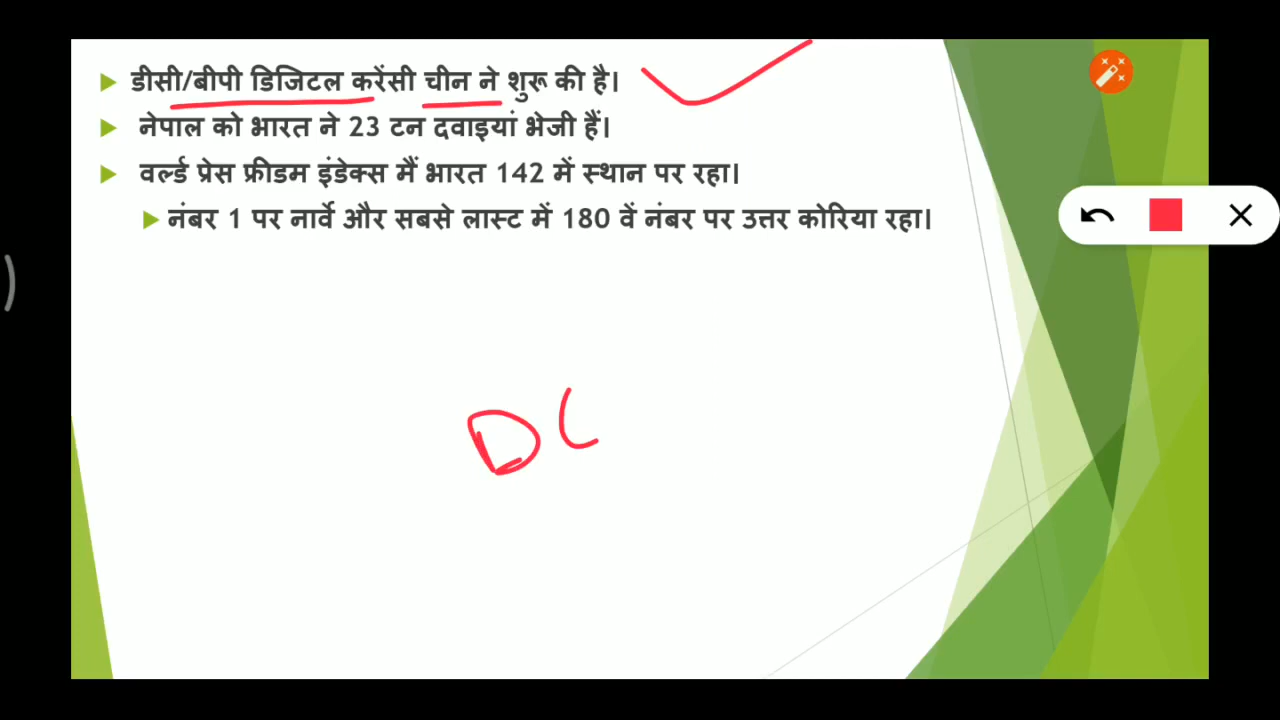 डीसी/बीपी डिजिटल करेंसी चीन ने शुरू की है।
नेपाल को भारत ने 23 टन दवाइयां भेजी हैं।
वर्ल्ड प्रेस फ्रीडम इंडेक्स मैं भारत 142 में स्थान पर रहा।
नंबर 1 पर नार्वे और सबसे लास्ट में 180 वें नंबर पर उत्तर कोरिया रहा।
DC